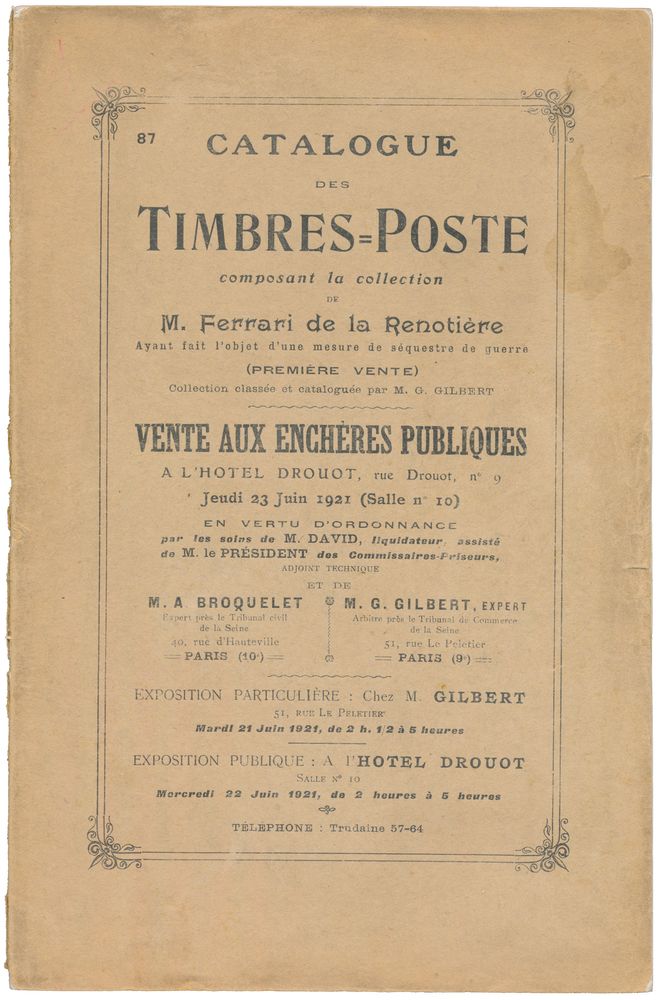 87
CATALOGUE
DES
TIMBRES=POSTE
composant la collection
DE
M. Ferrari de la Renotière
Ayant fait l'objet d'une mesure de séquestre de guerre
(PREMIÈRE VENTE)
Collection classée et cataloguée par M. G. GILBERT
VENTE AUX ENCHÈRES PUBLIQUES
A L'HOTEL DROUOT, rue Drouot, n° 9
Jeudi 23 Juin 1921 (Salle n° 10)
EN VERTU D'ORDONNANCE
par les soins de M. DAVID, liquidateur, assisté
de M. le PRÉSIDENT des Commissaires-Priseurs,
ADJOINT TECHNIQUE
ET DE
M. A BROQUELET
Expert près le Tribunal civil
de la Seine
40, rue d'Hauteville
PARIS (10e)
M. G. GILBERT, EXPERT
Arbitre près le Tribunal de Commerce
de la Seine
51, rue Le Peletier
PARIS (9e)
EXPOSITION PARTICULIÈRE : Chez M. GILBERT
51, RUE LE PELETIER
Mardi 21 Juin 1921, de 2 h. 1/2 à 5 heures
EXPOSITION PUBLIQUE : A l'HOTEL DROUOT
SALLE N° 10
Mercredi 22 Juin 1921, de 2 heures à 5 heures
TÉLÉPHONE : Trudaine 57-64